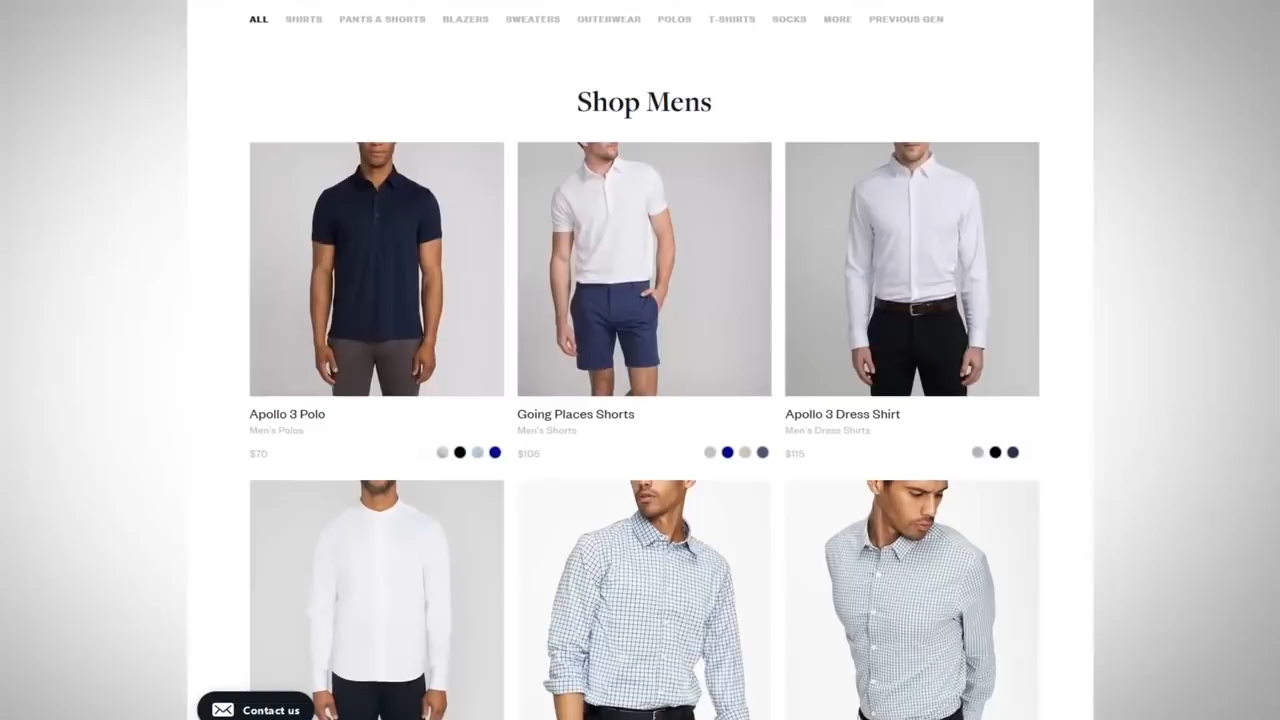 ALL SHIRTS PANTS & SHORTS BLAZERS SWEATERS OUTERWEAR POLOS T-SHIRTS SOCKS MORE PREVIOUS GEN
Shop Mens
Apollo 3 Polo
Men's Polos
$70
Going Places Shorts
Men's Shorts
$105
Apollo 3 Dress Shirt
Men's Dress Shirts
$115
Contact us